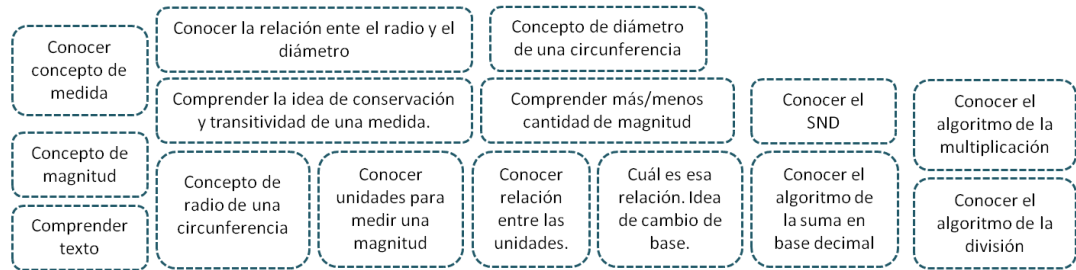 Conocer
concepto de
medida
Concepto de
magnitud
Comprender
texto
Conocer la relación ente el radio y el
diámetro
Concepto de diámetro
de una circunferencia
Comprender la idea de conservación
y transitividad de una medida.
Comprender más/menos
cantidad de magnitud
Concepto de
radio de una
circunferencia
Conocer
unidades para
medir una
magnitud
Conocer
relación
entre las
unidades.
Cuál es esa
relación. Idea
de cambio de
base.
Conocer el
SND
Conocer el
algoritmo de
la suma en
base decimal
Conocer el
algoritmo de la
multiplicación
Conocer el
algoritmo de la
división